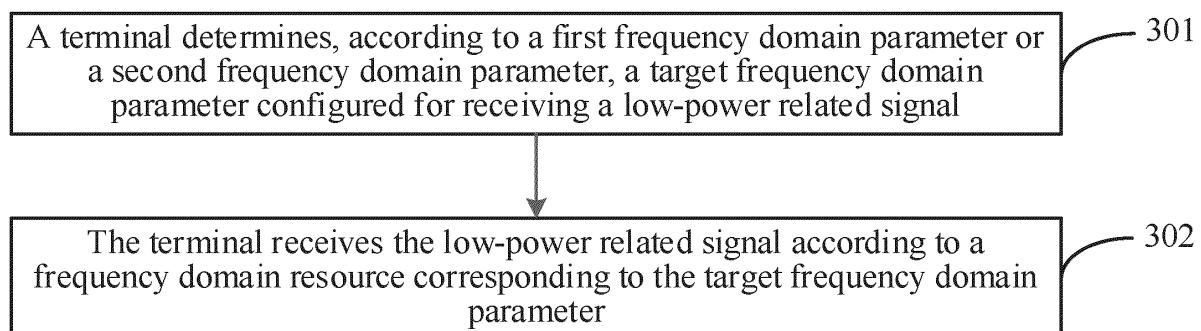 A terminal determines, according to a first frequency domain parameter or
a second frequency domain parameter, a target frequency domain
parameter configured for receiving a low-power related signal
301
The terminal receives the low-power related signal according to a
frequency domain resource corresponding to the target frequency domain
parameter
302